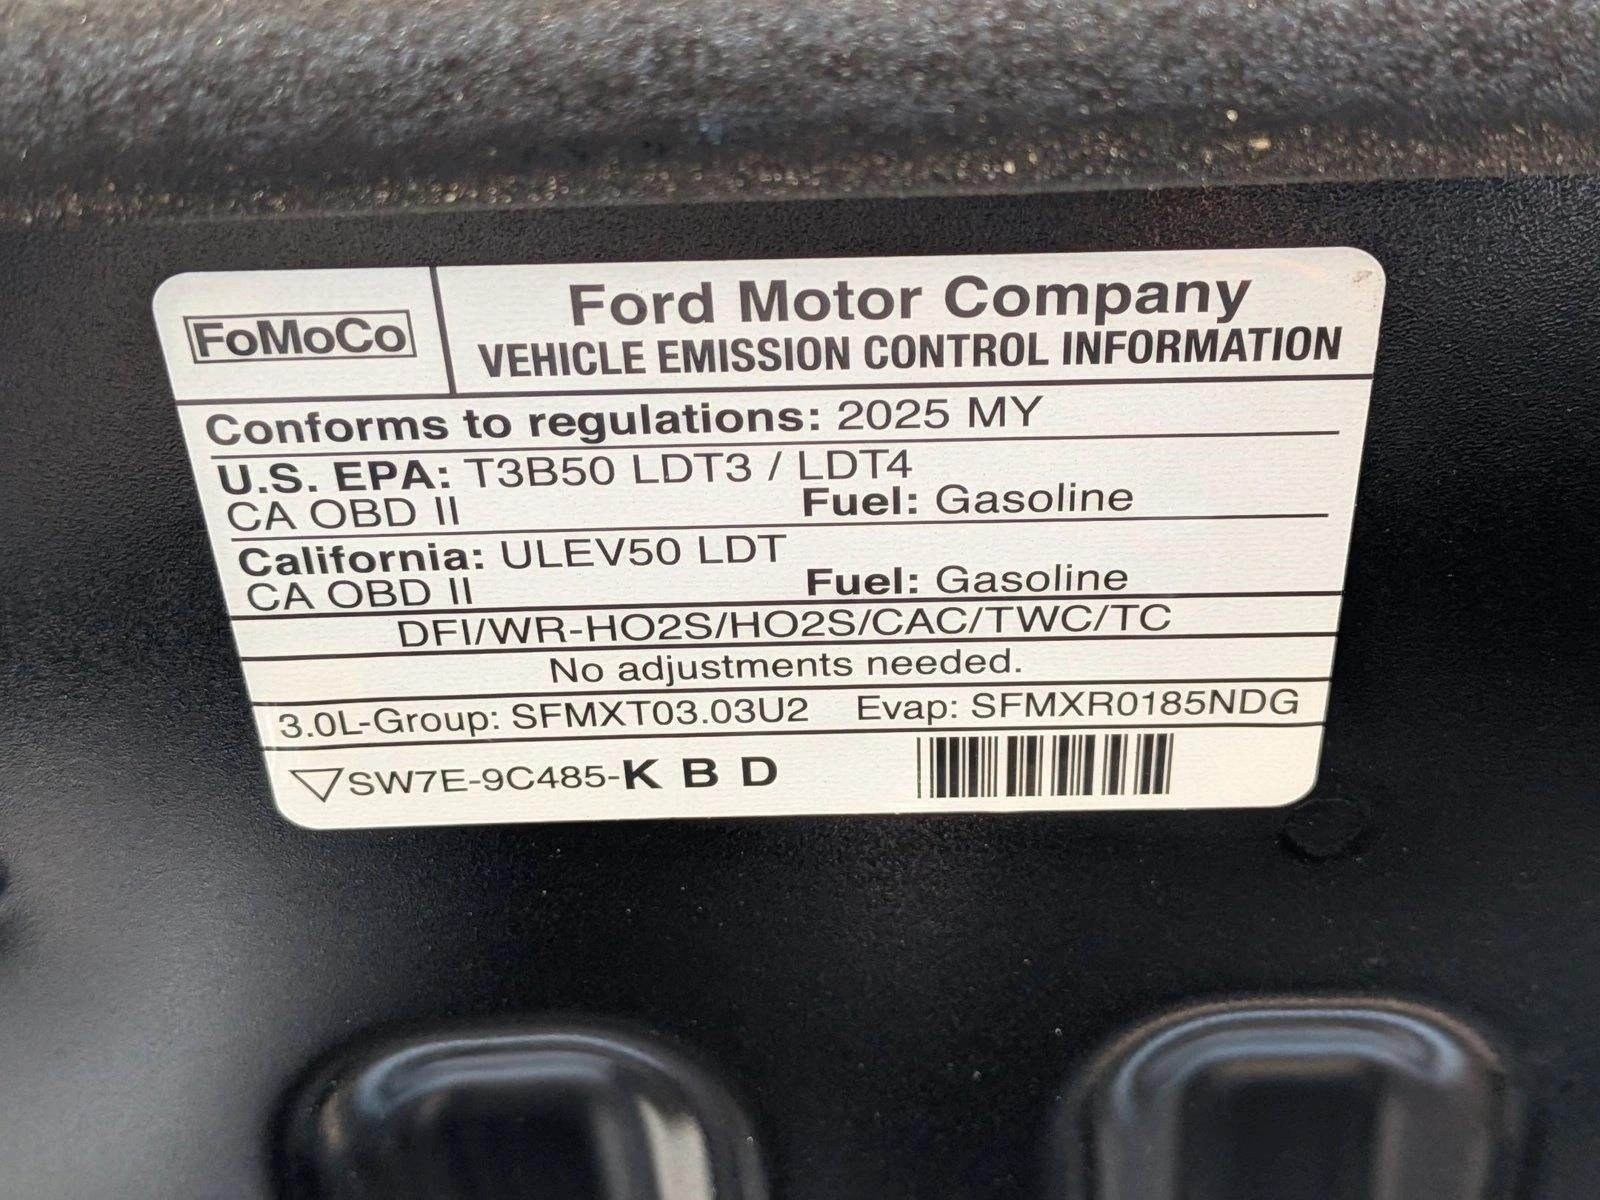 FoMoCo
Ford Motor Company
VEHICLE EMISSION CONTROL INFORMATION
Conforms to regulations: 2025 MY
U.S. EPA: T3B50 LDT3 / LDT4
CA OBD II Fuel: Gasoline
California: ULEV50 LDT
CA OBD II Fuel: Gasoline
DFI/WR-HO2S/HO2S/CAC/TWC/TC
No adjustments needed.
3.0L-Group: SFMXT03.03U2 Evap: SFMXR0185NDG
SW7E-9C485-K B D